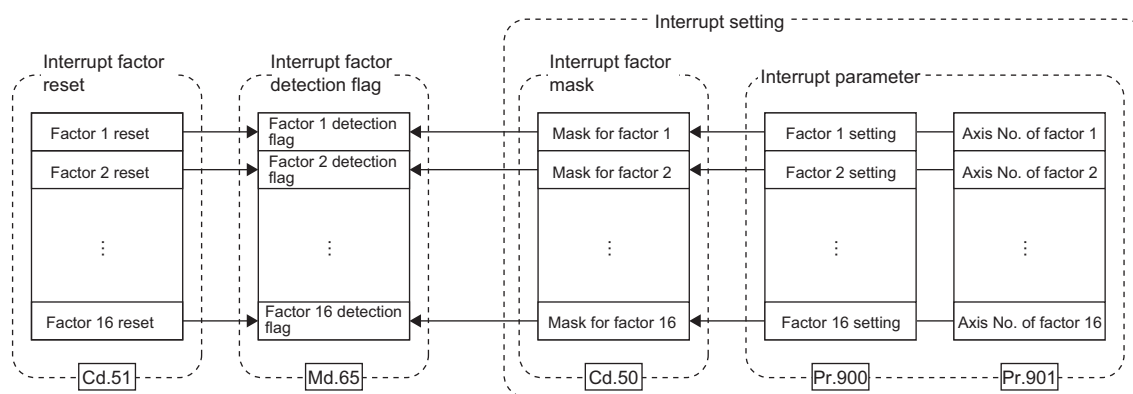 Interrupt setting
Interrupt factor
reset
Interrupt factor
detection flag
Interrupt factor
mask
Interrupt parameter
Factor 1 reset
Factor 1 detection
flag
Mask for factor 1
Factor 1 setting
Axis No. of factor 1
Factor 2 reset
Factor 2 detection
flag
Mask for factor 2
Factor 2 setting
Axis No. of factor 2
⋮
⋮
⋮
⋮
⋮
Factor 16 reset
Factor 16 detection
flag
Mask for factor 16
Factor 16 setting
Axis No. of factor 16
Cd.51
Md.65
Cd.50
Pr.900
Pr.901